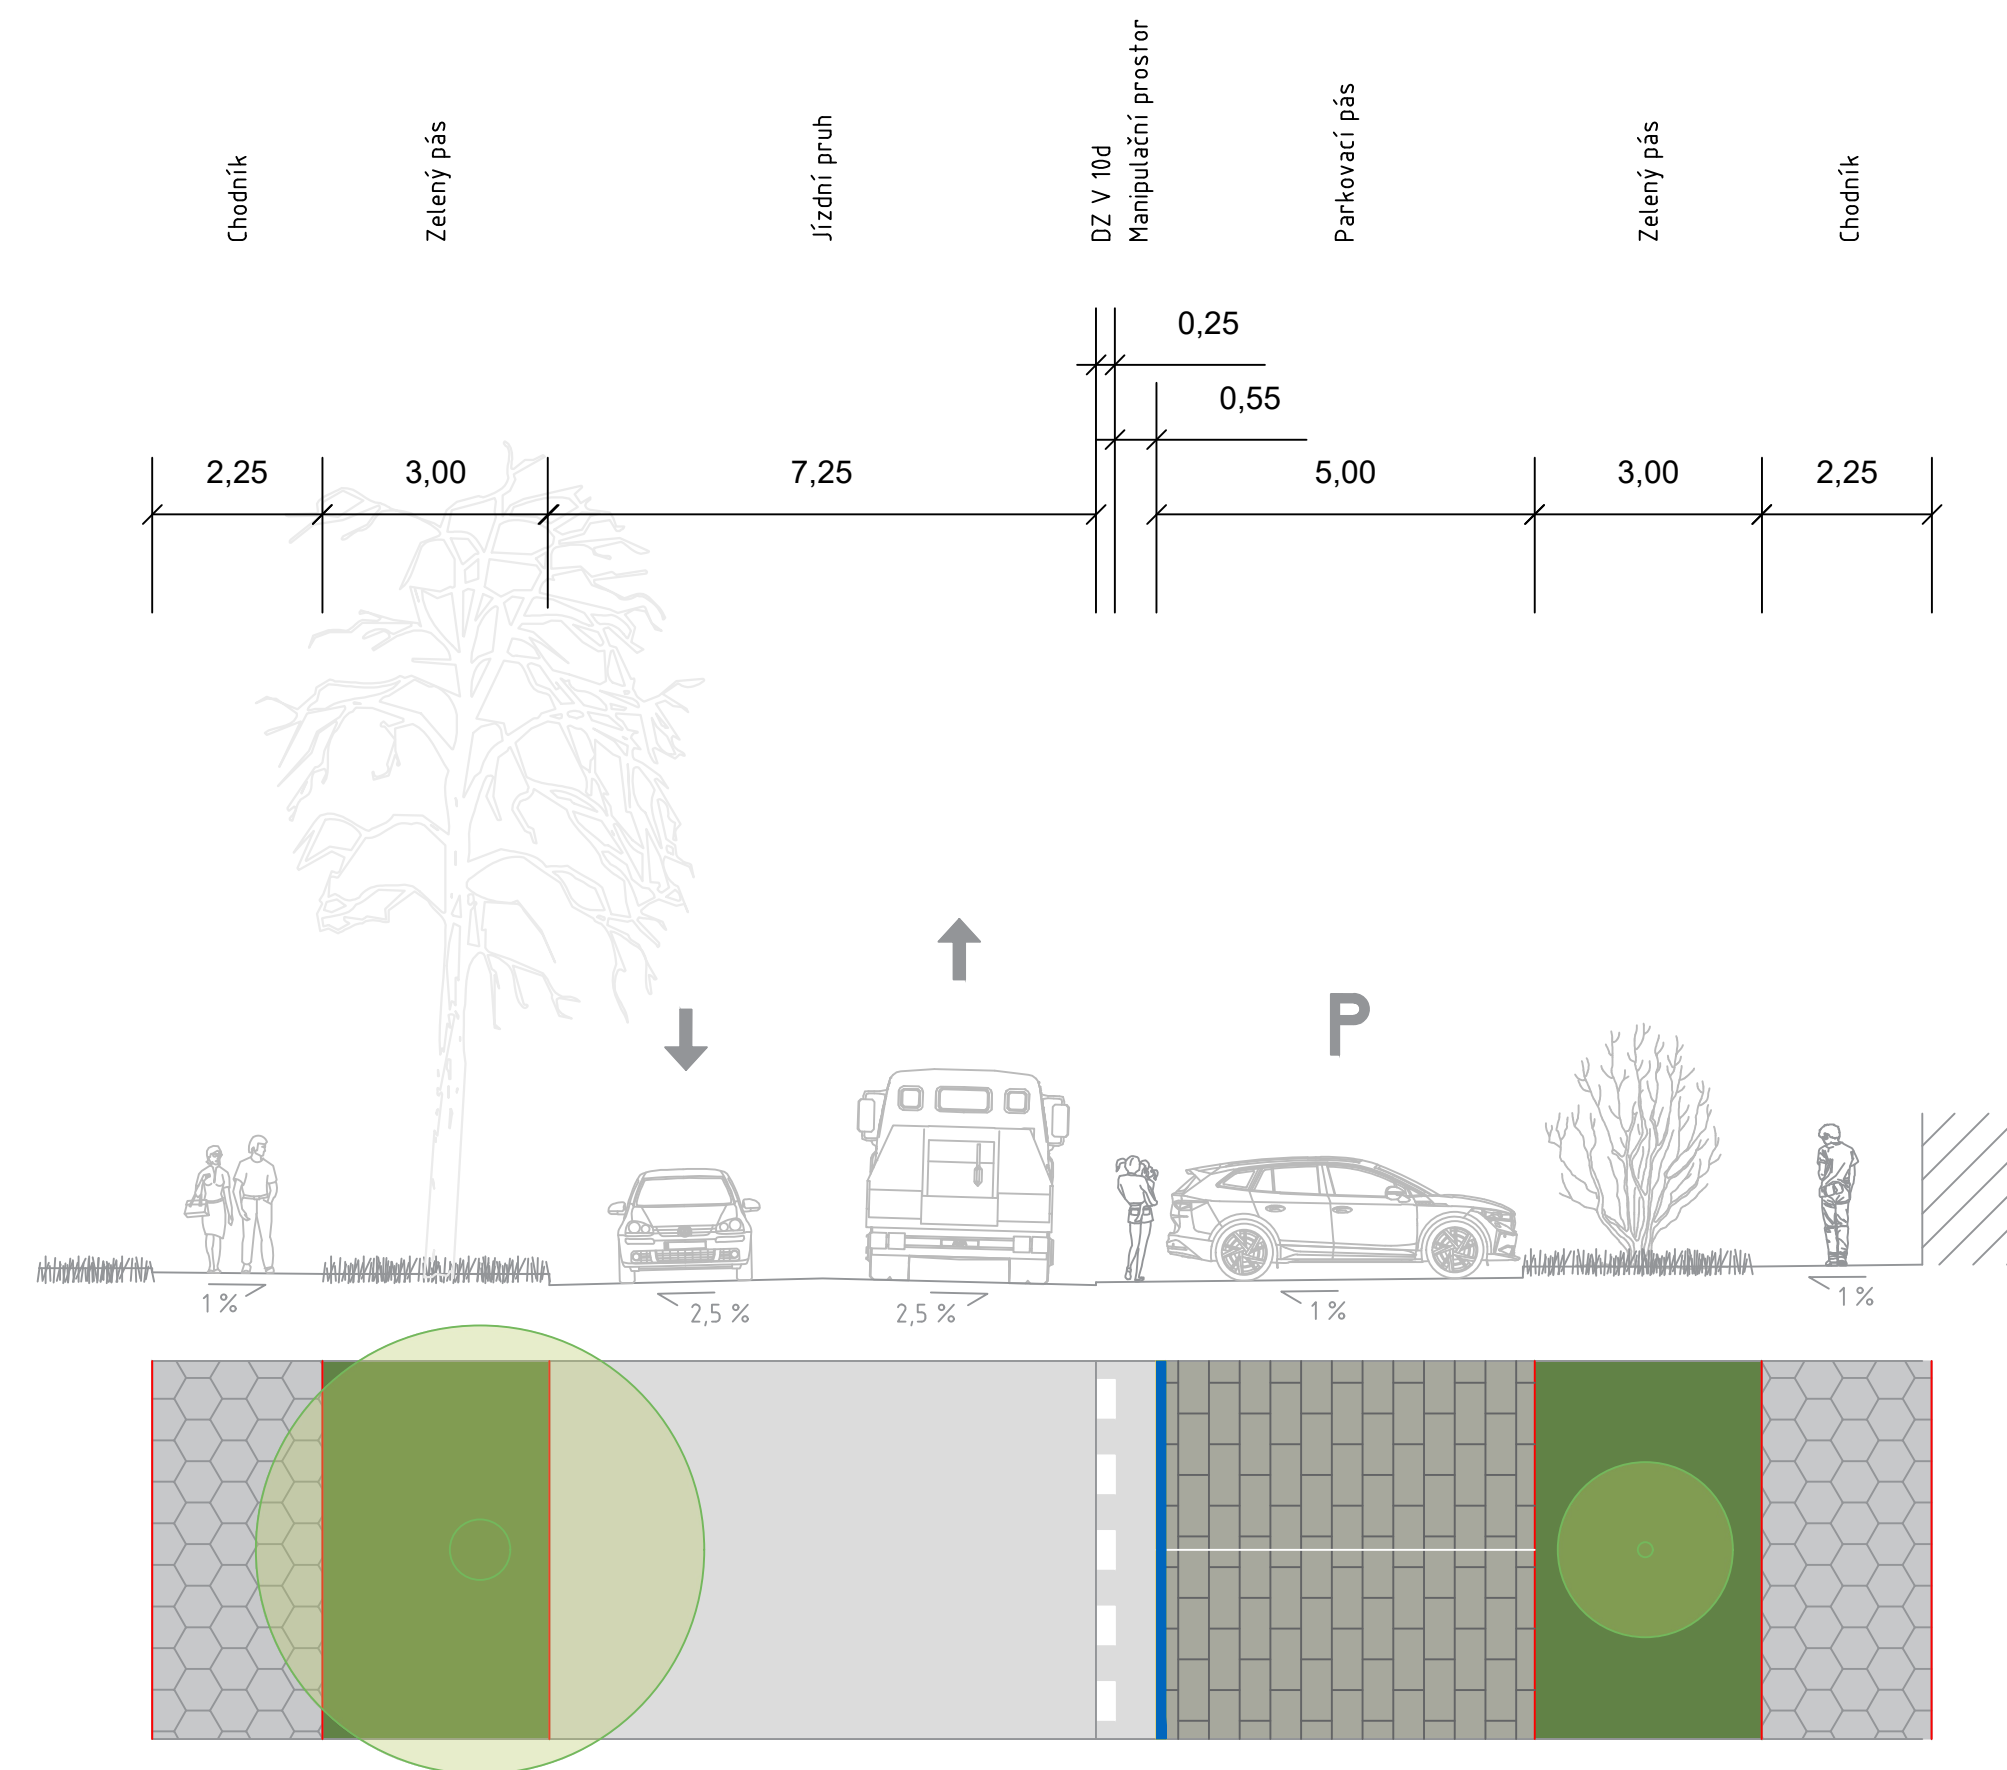 Chodník
Zelený pás
Jízdní pruh
DZ V 10d
Manipulační prostor
Parkovací pás
Zelený pás
Chodník
0,25
0,55
2,25
3,00
7,25
5,00
3,00
2,25
P
1 %
2,5 %
2,5 %
1 %
1 %